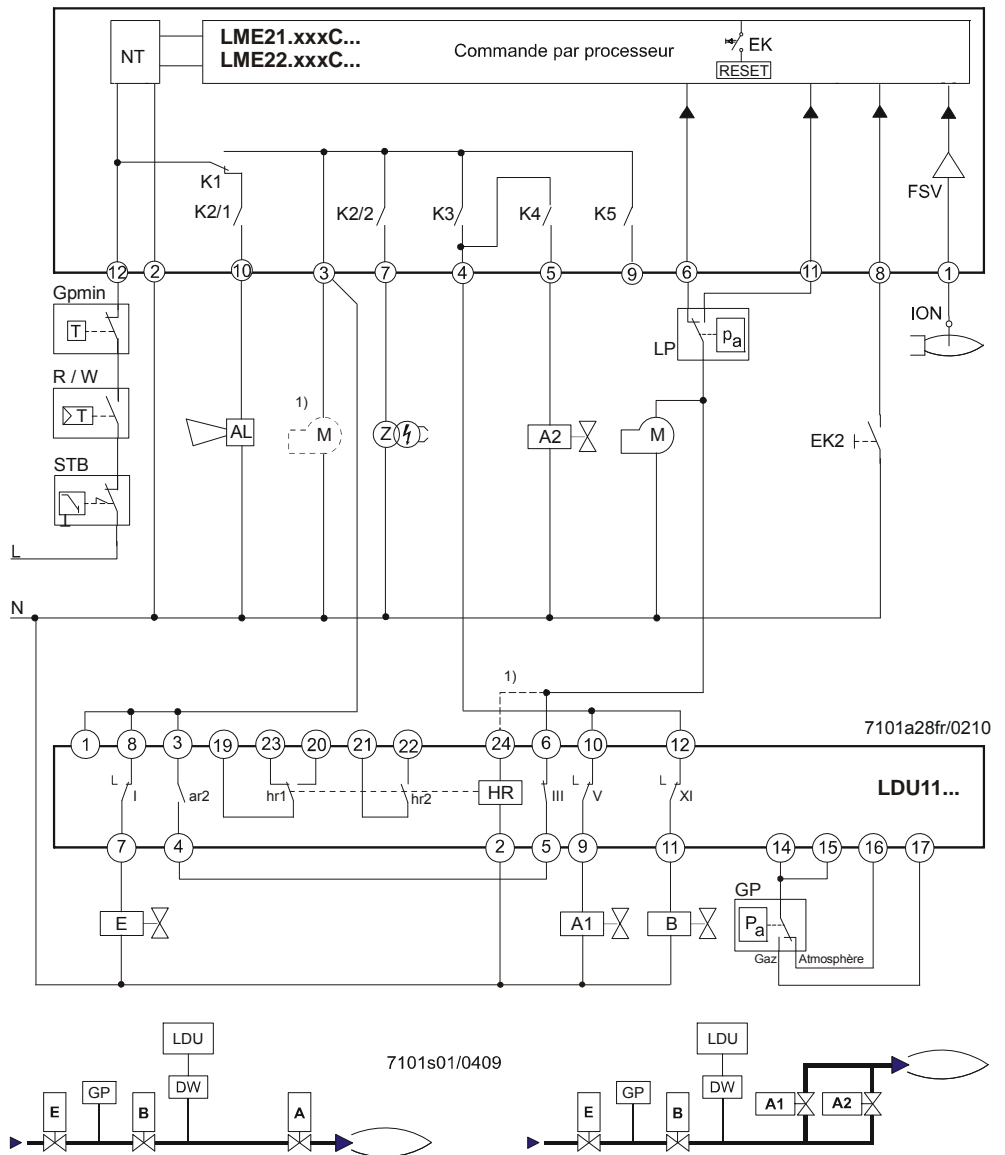 NT
LME21.xxxC...
LME22.xxxC...
Commande par processeur
EK
RESET
FSV
K1
K2/1
K2/2
K3
K4
K5
12
2
10
3
7
4
5
9
6
11
8
1
Gpmin
T
R / W
T
STB
L
N
AL
1)
M
Z
A2
M
LP
pa
EK2
ION
1)
7101a28fr/0210
1
8
3
19
23
20
21
22
24
6
10
12
LDU11...
I
ar2
hr1
hr2
HR
III
V
XI
7
4
2
5
9
11
14
15
16
17
E
A1
B
GP
Pa
Gaz
Atmosphère
7101s01/0409
E
GP
B
LDU
DW
A
E
GP
B
LDU
DW
A1
A2